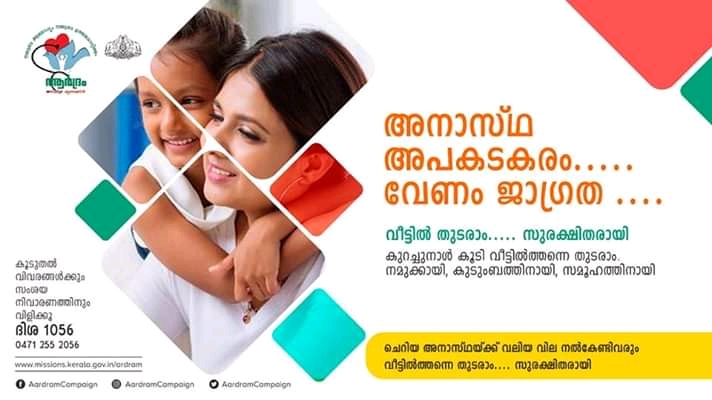 ആർദ്രം
അനാസ്ഥ
അപകടകരം.....
വേണം ജാഗ്രത ....
വീട്ടിൽ തുടരാം..... സുരക്ഷിതരായി
കുറച്ചുനാൾ കൂടി വീട്ടിൽത്തന്നെ തുടരാം.
നമുക്കായി, കുടുംബത്തിനായി, സമൂഹത്തിനായി
കൂടുതൽ
വിവരങ്ങൾക്കും
സംശയ
നിവാരണത്തിനും
വിളിക്കൂ
ദിശ 1056
0471 255 2056
www.missions.kerala.gov.in/ardram
AardramCampaign AardramCampaign AardramCampaign
ചെറിയ അനാസ്ഥയ്ക്ക് വലിയ വില നൽകേണ്ടിവരും
വീട്ടിൽത്തന്നെ തുടരാം.... സുരക്ഷിതരായി